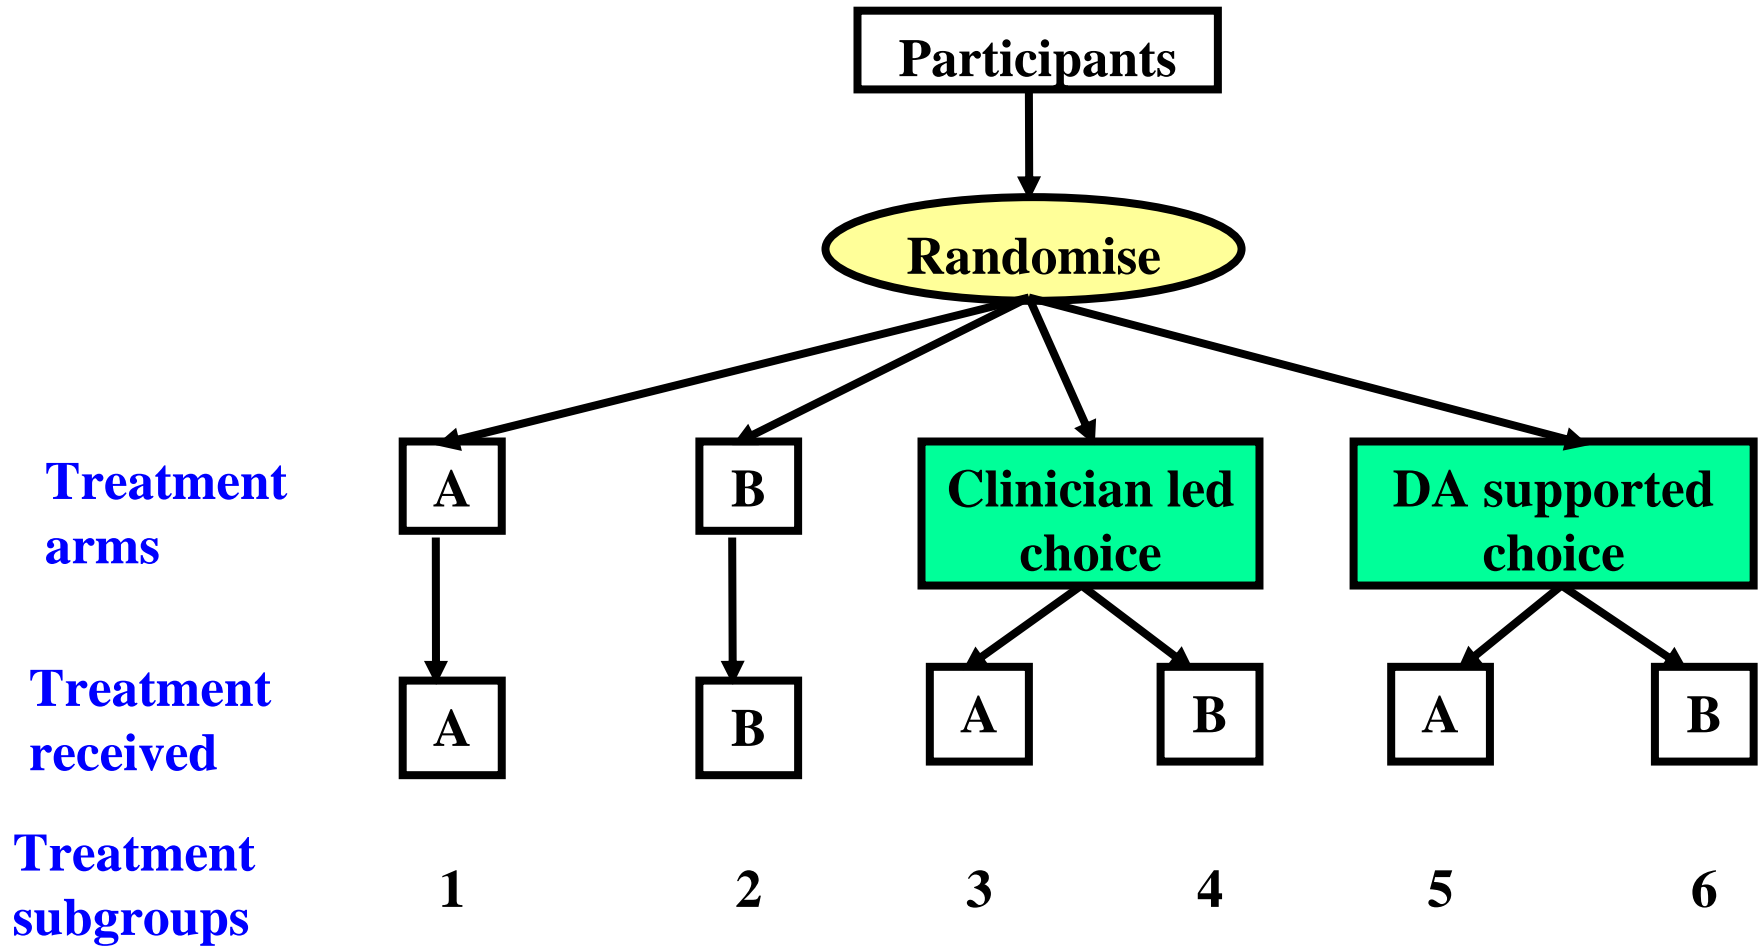 Participants
Randomise
Treatment
arms
A
B
Clinician led
choice
DA supported
choice
Treatment
received
A
B
A
B
A
B
Treatment
subgroups
1
2
3
4
5
6